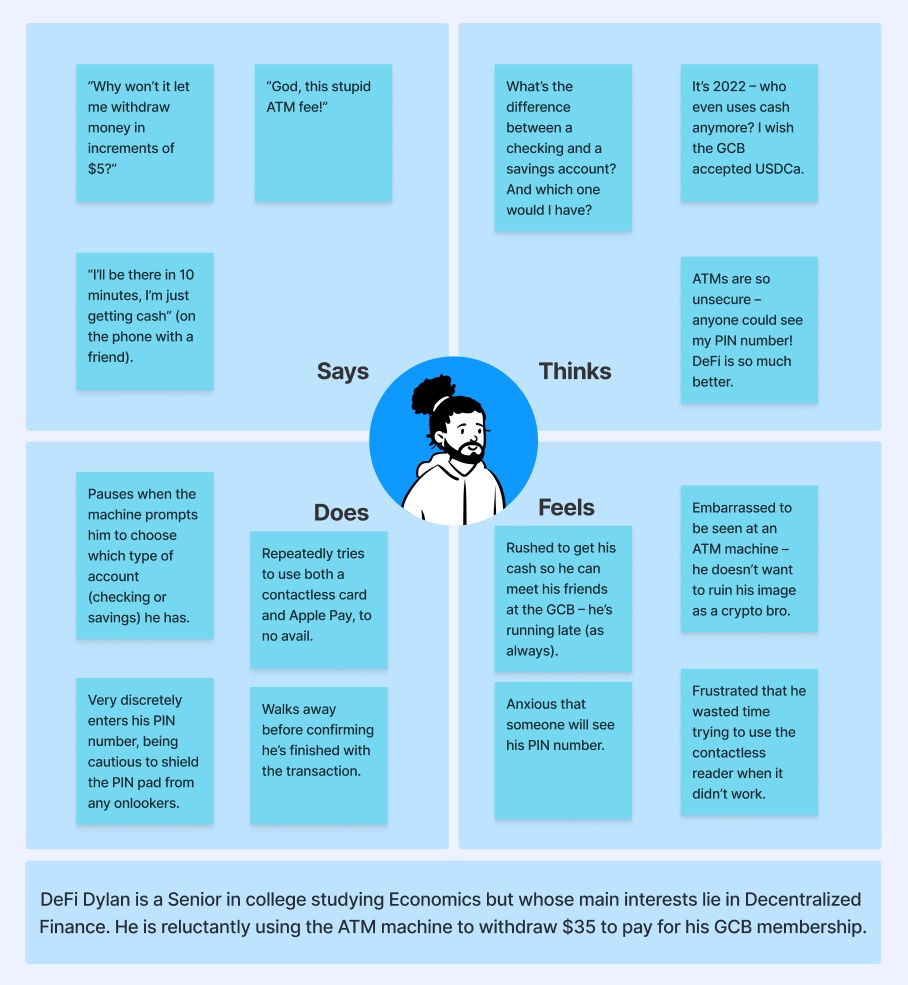 “Why won’t it let
me withdraw
money in
increments of
$5?”
“God, this stupid
ATM fee!”
“I’ll be there in 10
minutes, I’m just
getting cash” (on
the phone with a
friend).
Says
What’s the
difference
between a
checking and a
savings account?
And which one
would I have?
It’s 2022 – who
even uses cash
anymore? I wish
the GCB
accepted USDCa.
ATMs are so
unsecure –
anyone could see
my PIN number!
DeFi is so much
better.
Thinks
Does
Pauses when the
machine prompts
him to choose
which type of
account
(checking or
savings) he has.
Repeatedly tries
to use both a
contactless card
and Apple Pay, to
no avail.
Very discretely
enters his PIN
number, being
cautious to shield
the PIN pad from
any onlookers.
Walks away
before confirming
he’s finished with
the transaction.
Feels
Rushed to get his
cash so he can
meet his friends
at the GCB – he’s
running late (as
always).
Embarrassed to
be seen at an
ATM machine –
he doesn’t want
to ruin his image
as a crypto bro.
Anxious that
someone will see
his PIN number.
Frustrated that he
wasted time
trying to use the
contactless
reader when it
didn’t work.
DeFi Dylan is a Senior in college studying Economics but whose main interests lie in Decentralized
Finance. He is reluctantly using the ATM machine to withdraw $35 to pay for his GCB membership.